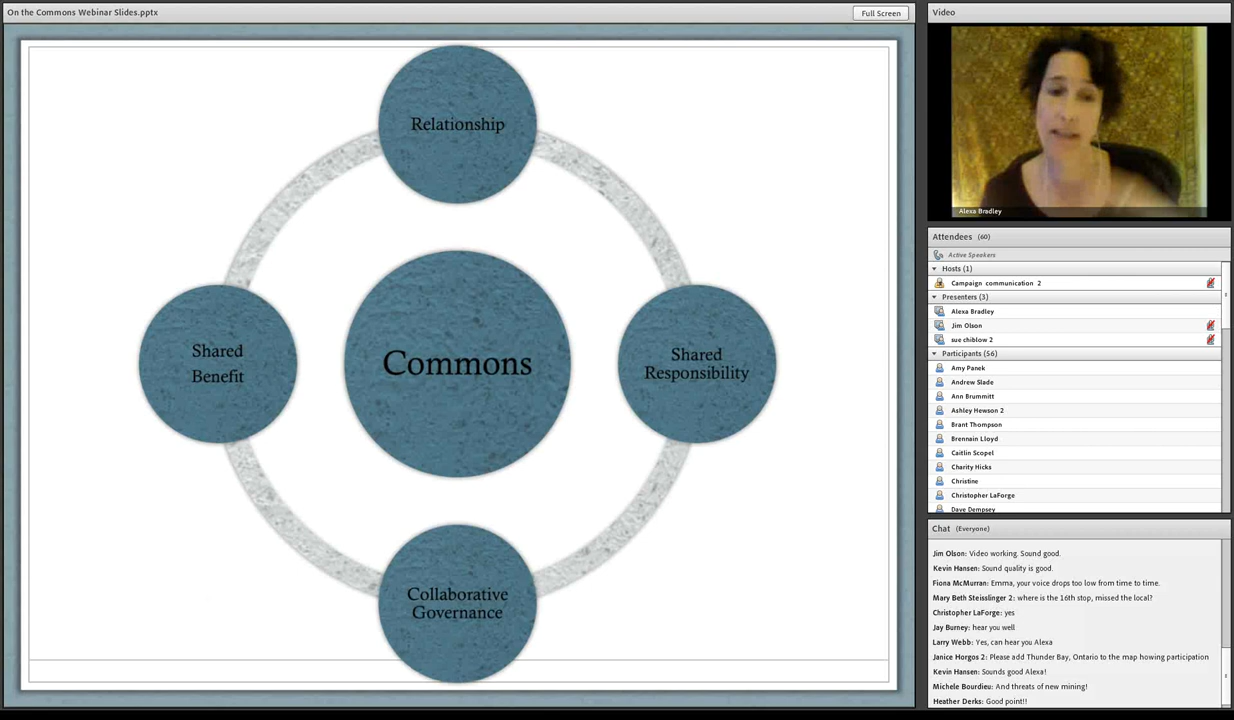 On the Commons Webinar Slides.pptx
Full Screen
Relationship
Shared
Benefit
Commons
Shared
Responsibility
Collaborative
Governance
Video
Alexa Bradley
Attendees (60)
Active Speakers
Hosts (1)
Campaign communication 2
Presenters (3)
Alexa Bradley
Jim Olson
sue chiblow 2
Participants (56)
Amy Panek
Andrew Slade
Ann Brummitt
Ashley Hewson 2
Brant Thompson
Brennain Lloyd
Caitlin Scopel
Charity Hicks
Christine
Christopher LaForge
Dave Dempsey
Chat (Everyone)
Jim Olson: Video working. Sound good.
Kevin Hansen: Sound quality is good.
Fiona McMurran: Emma, your voice drops too low from time to time.
Mary Beth Steisslinger 2: where is the 16th stop, missed the local?
Christopher LaForge: yes
Jay Burney: hear you well
Larry Webb: Yes, can hear you Alexa
Janice Horgos 2: Please add Thunder Bay, Ontario to the map howing participation
Kevin Hansen: Sounds good Alexa!
Michele Bourdieu: And threats of new mining!
Heather Derks: Good point!!